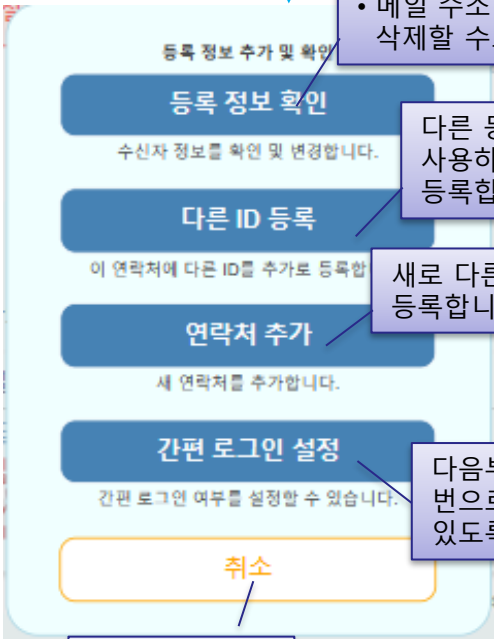 • 메일 주소
삭제할 수
등록 정보 추가 및 확인
등록 정보 확인
수신자 정보를 확인 및 변경합니다.
다른
사용하
등록합
다른 ID 등록
이 연락처에 다른 ID를 추가로 등록합
새로 다른
등록합니
연락처 추가
새 연락처를 추가합니다.
간편 로그인 설정
간편 로그인 여부를 설정할 수 있습니다.
다음부
번으로
있도록
취소